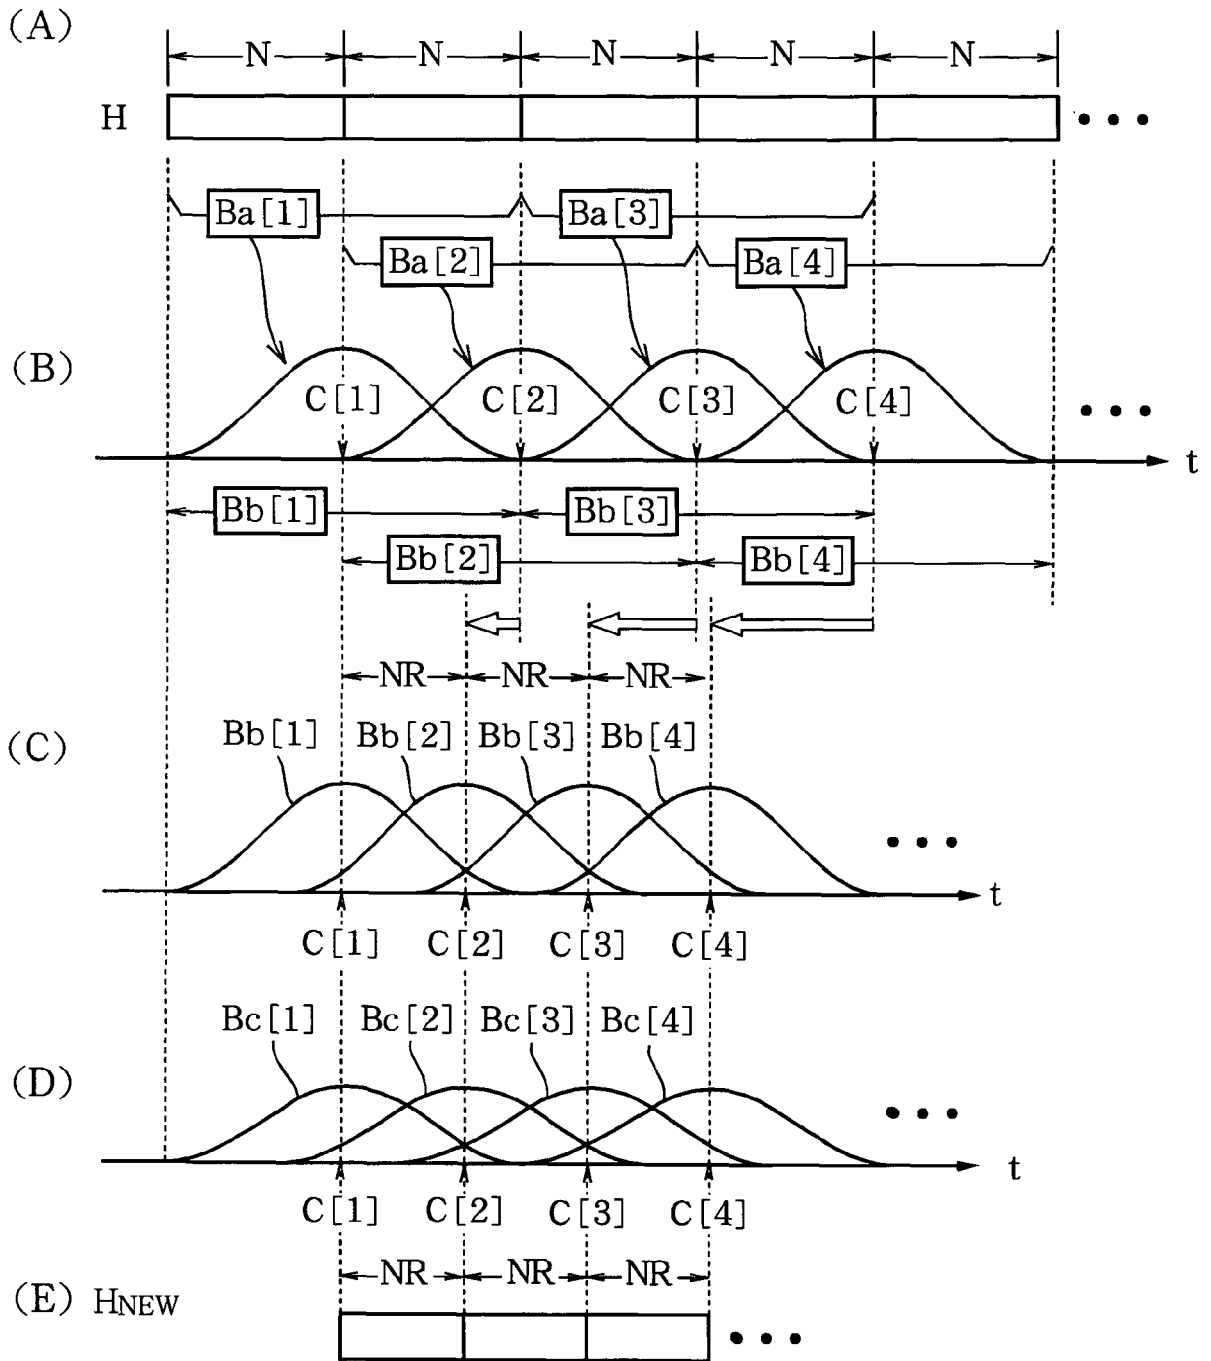 (A)
N N N N N
H
Ba[1] Ba[3]
Ba[2] Ba[4]
(B)
C[1] C[2] C[3] C[4]
t
Bb[1] Bb[3]
Bb[2] Bb[4]
NR NR NR
(C)
Bb[1] Bb[2] Bb[3] Bb[4]
t
C[1] C[2] C[3] C[4]
Bc[1] Bc[2] Bc[3] Bc[4]
(D)
t
C[1] C[2] C[3] C[4]
NR NR NR
(E) HNEW